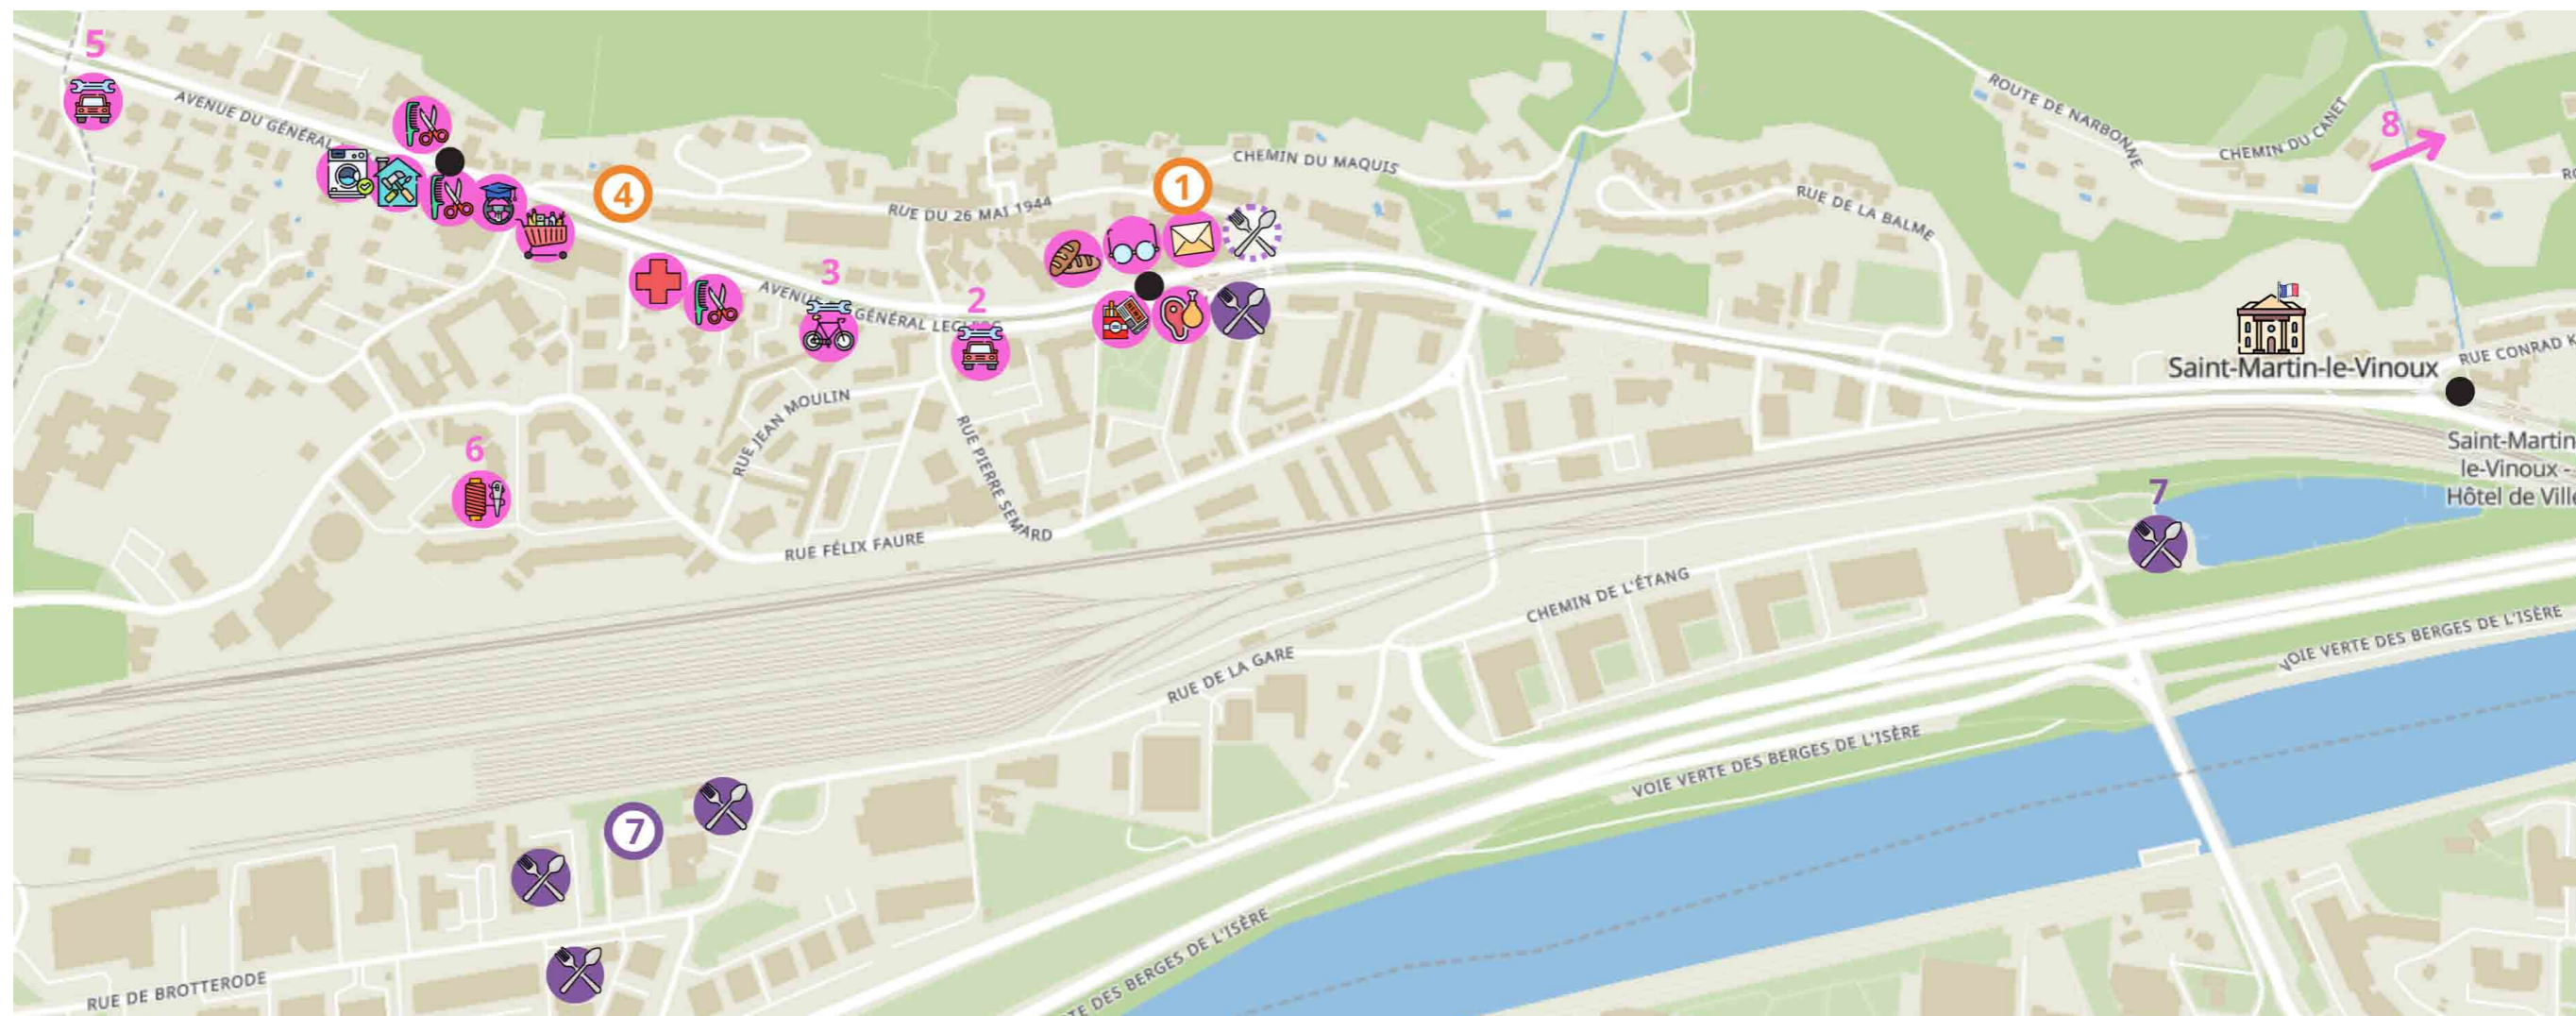 5
AVENUE DU GÉNÉRAL
4
1
CHEMIN DU MAQUIS
ROUTE DE NARBONNE
CHEMIN DU CANET
8
RUE DU 26 MAI 1944
RUE DE LA BALME
3
AVENUE
GÉNÉRAL
2
Saint-Martin-le-Vinoux
RUE CONRAD K
RUE JEAN MOULIN
6
RUE PIERRE SEMARD
Saint-Martin
le-Vinoux -
Hôtel de Ville
7
RUE FÉLIX FAURE
CHEMIN DE L'ÉTANG
VOIE VERTE DES BERGES DE L'ISÈRE
RUE DE LA GARE
VOIE VERTE DES BERGES DE L'ISÈRE
7
TE DES BERGES DE L'ISÈRE
RUE DE BROTTERODE